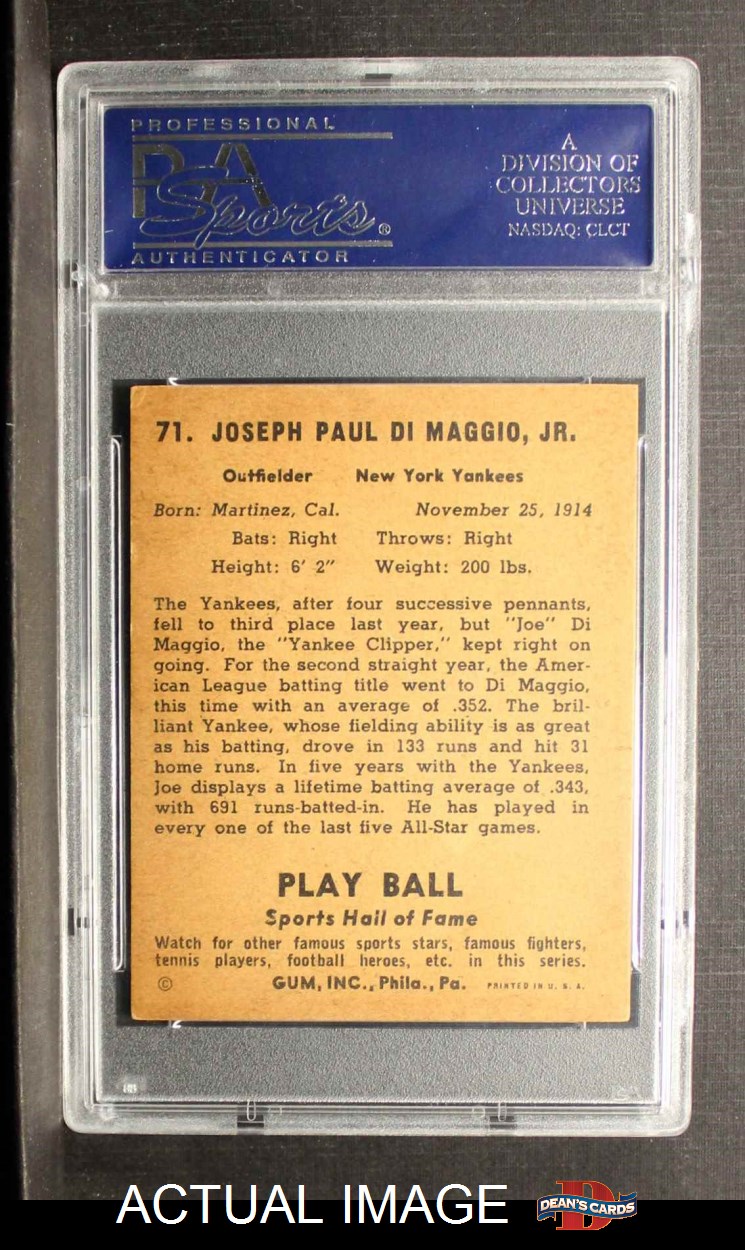 PROFESSIONAL
PSA
Sports®
AUTHENTICATOR
A
DIVISION OF
COLLECTORS
UNIVERSE
NASDAQ: CLCT
71. JOSEPH PAUL DI MAGGIO, JR.
Outfielder New York Yankees
Born: Martinez, Cal. November 25, 1914
Bats: Right Throws: Right
Height: 6' 2" Weight: 200 lbs.
The Yankees, after four successive pennants,
fell to third place last year, but "Joe" Di
Maggio, the "Yankee Clipper," kept right on
going. For the second straight year, the Amer-
ican League batting title went to Di Maggio,
this time with an average of .352. The bril-
liant Yankee, whose fielding ability is as great
as his batting, drove in 133 runs and hit 31
home runs. In five years with the Yankees,
Joe displays a lifetime batting average of .343,
with 691 runs-batted-in. He has played in
every one of the last five All-Star games.
PLAY BALL
Sports Hall of Fame
Watch for other famous sports stars, famous fighters,
tennis players, football heroes, etc. in this series.
© GUM, INC., Phila., Pa. PRINTED IN U. S. A.
ACTUAL IMAGE
D
DEAN'S CARDS